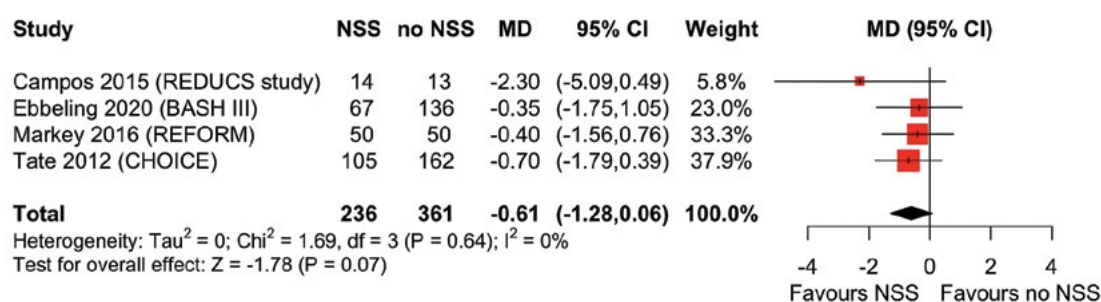 Study NSS no NSS MD 95% CI Weight MD (95% CI)
Campos 2015 (REDUCS study) 14 13 -2.30 (-5.09,0.49) 5.8%
Ebbeling 2020 (BASH III) 67 136 -0.35 (-1.75,1.05) 23.0%
Markey 2016 (REFORM) 50 50 -0.40 (-1.56,0.76) 33.3%
Tate 2012 (CHOICE) 105 162 -0.70 (-1.79,0.39) 37.9%
Total 236 361 -0.61 (-1.28,0.06) 100.0%
Heterogeneity: Tau² = 0; Chi² = 1.69, df = 3 (P = 0.64); I² = 0%
Test for overall effect: Z = -1.78 (P = 0.07)
-4 -2 0 2 4
Favours NSS Favours no NSS